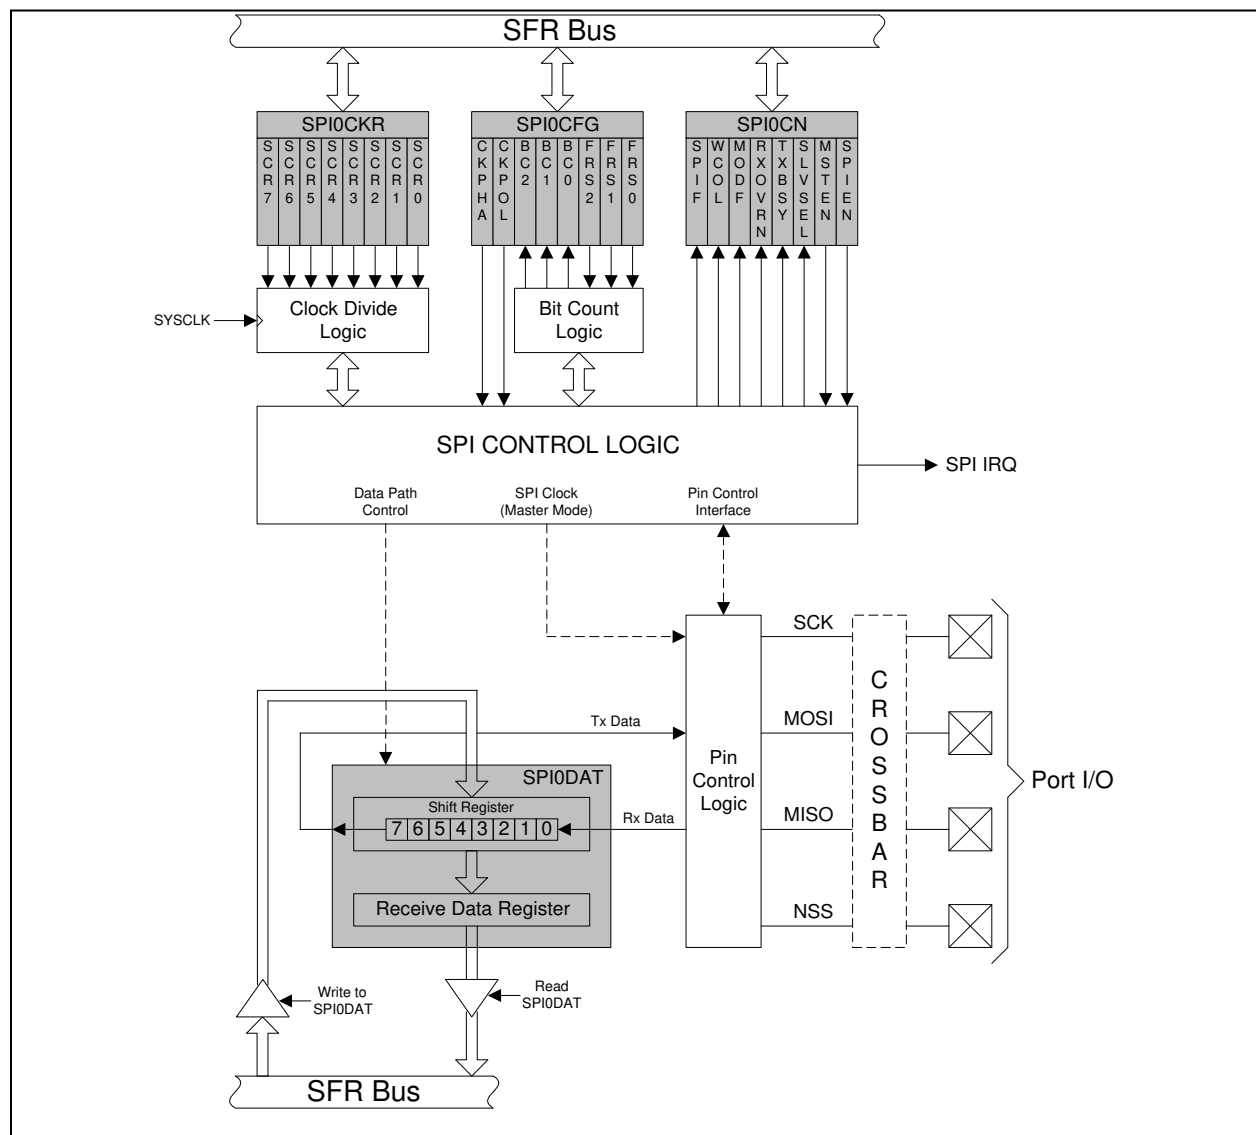 SFR Bus
SPI0CKR
SCR7
SCR6
SCR5
SCR4
SCR3
SCR2
SCR1
SCR0
SPI0CFG
CKPHA
CKPOL
BC2
BC1
BC0
FRS2
FRS1
FRS0
SPI0CN
SPIF
WCOL
MODF
RXOVRN
TXBSY
SLVSEL
MSTEN
SPIEN
SYSCLK
Clock Divide
Logic
Bit Count
Logic
SPI CONTROL LOGIC
SPI IRQ
Data Path
Control
SPI Clock
(Master Mode)
Pin Control
Interface
SCK
MOSI
MISO
NSS
CROSSBAR
Port I/O
Pin
Control
Logic
Tx Data
Rx Data
SPI0DAT
Shift Register
7 6 5 4 3 2 1 0
Receive Data Register
Write to
SPI0DAT
Read
SPI0DAT
SFR Bus